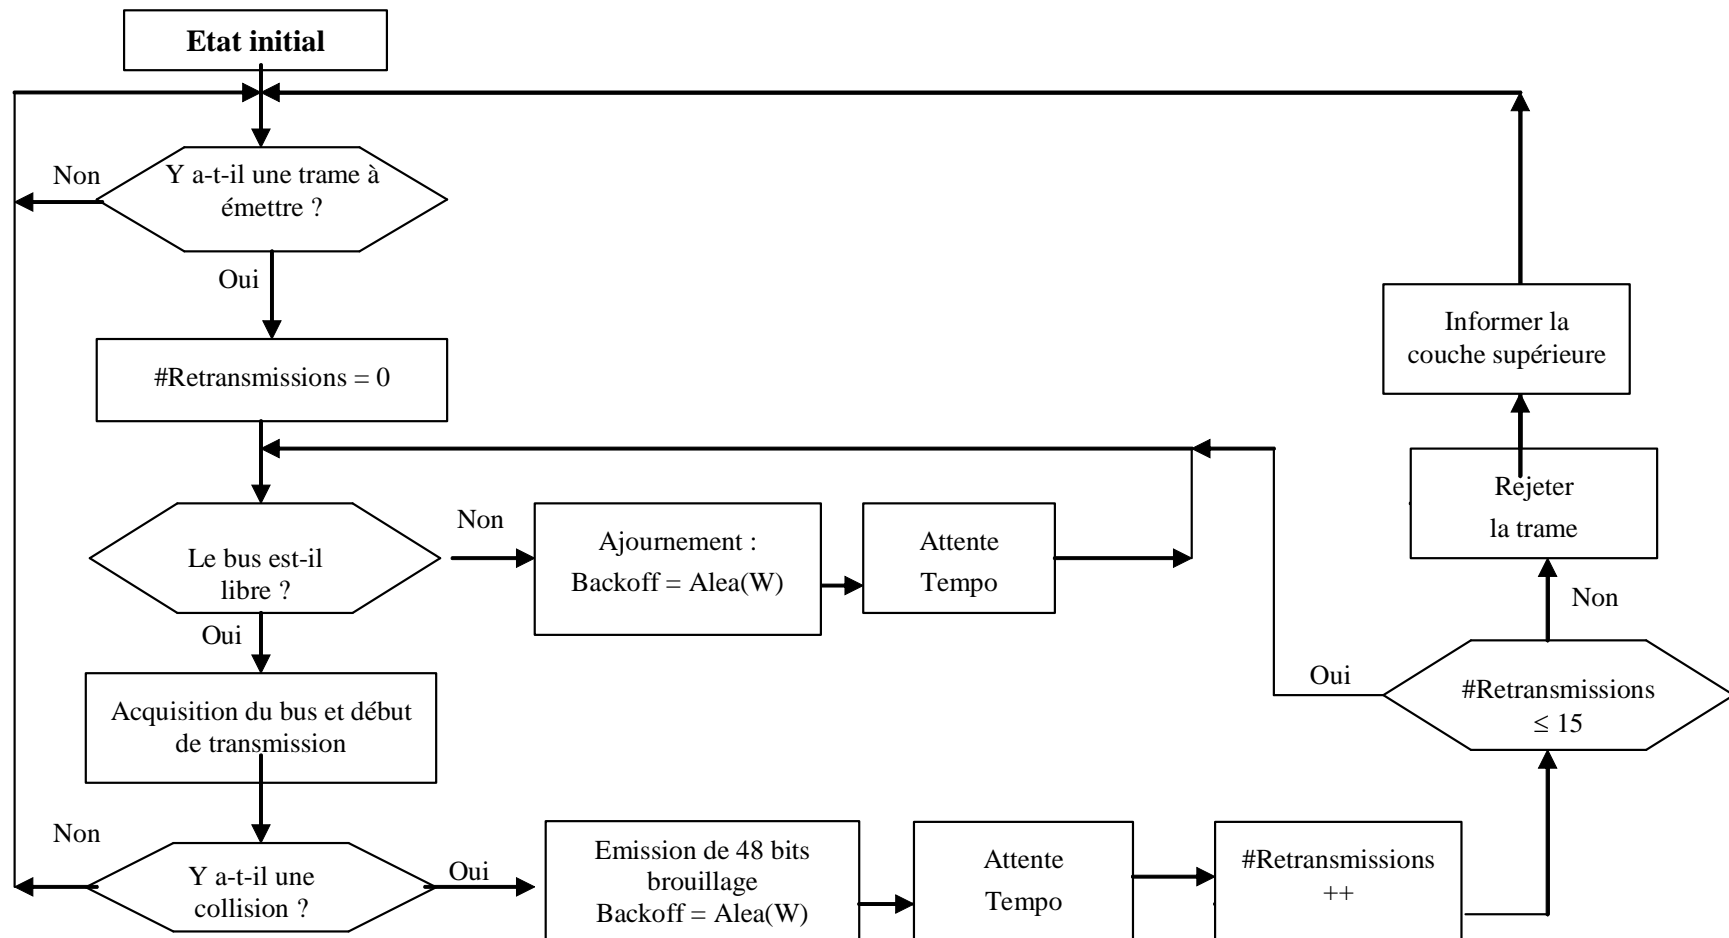 Etat initial
Non
Y a-t-il une trame à
émettre ?
Oui
Informer la
couche supérieure
#Retransmissions = 0
Rejeter
la trame
Non
Le bus est-il
libre ?
Non
Ajournement :
Backoff = Alea(W)
Attente
Tempo
Oui
Oui
#Retransmissions
≤ 15
Acquisition du bus et début
de transmission
Non
Y a-t-il une
collision ?
Oui
Emission de 48 bits
brouillage
Backoff = Alea(W)
Attente
Tempo
#Retransmissions
++